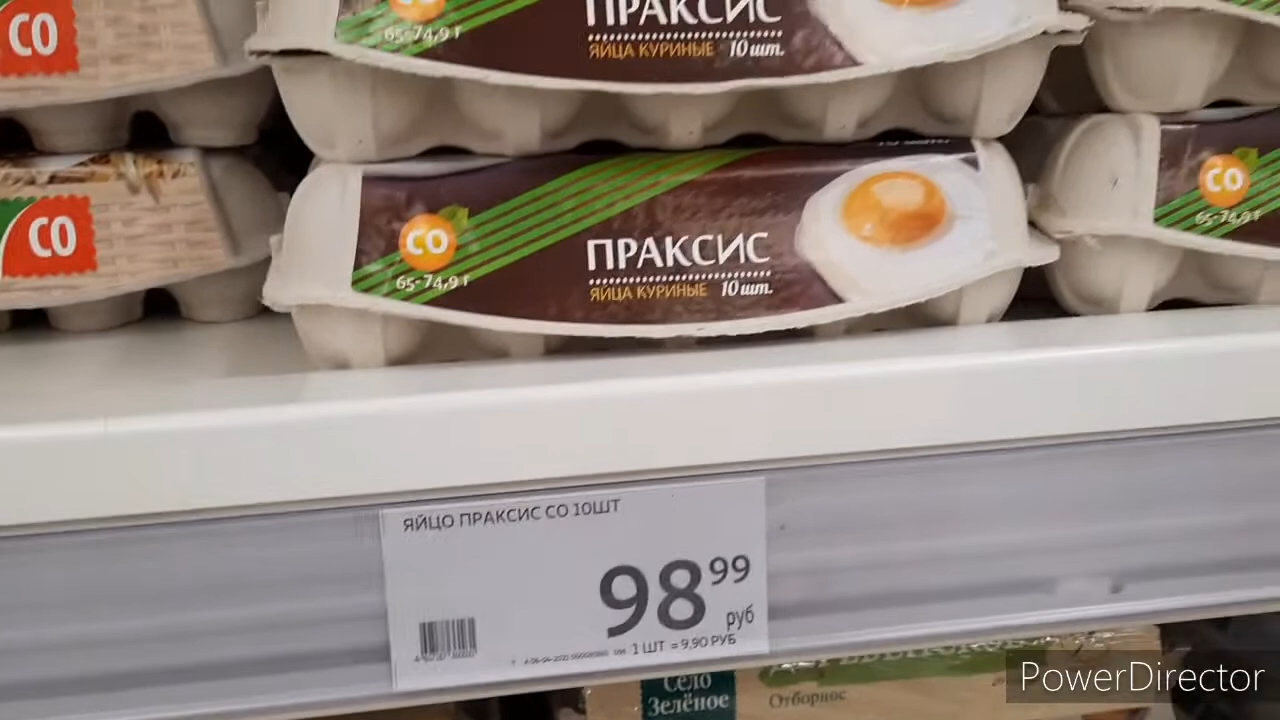 СО
65-74,9 г
ПРАКСИС
ЯЙЦА КУРИНЫЕ 10 шт.
СО
СО
65-74,9 г
ПРАКСИС
ЯЙЦА КУРИНЫЕ 10 шт.
СО
65-74,9 г
ЯЙЦО ПРАКСИС СО 10ШТ
98 99
руб
1 ШТ = 9,90 РУБ
Село
Зелёное
Отборное
PowerDirector